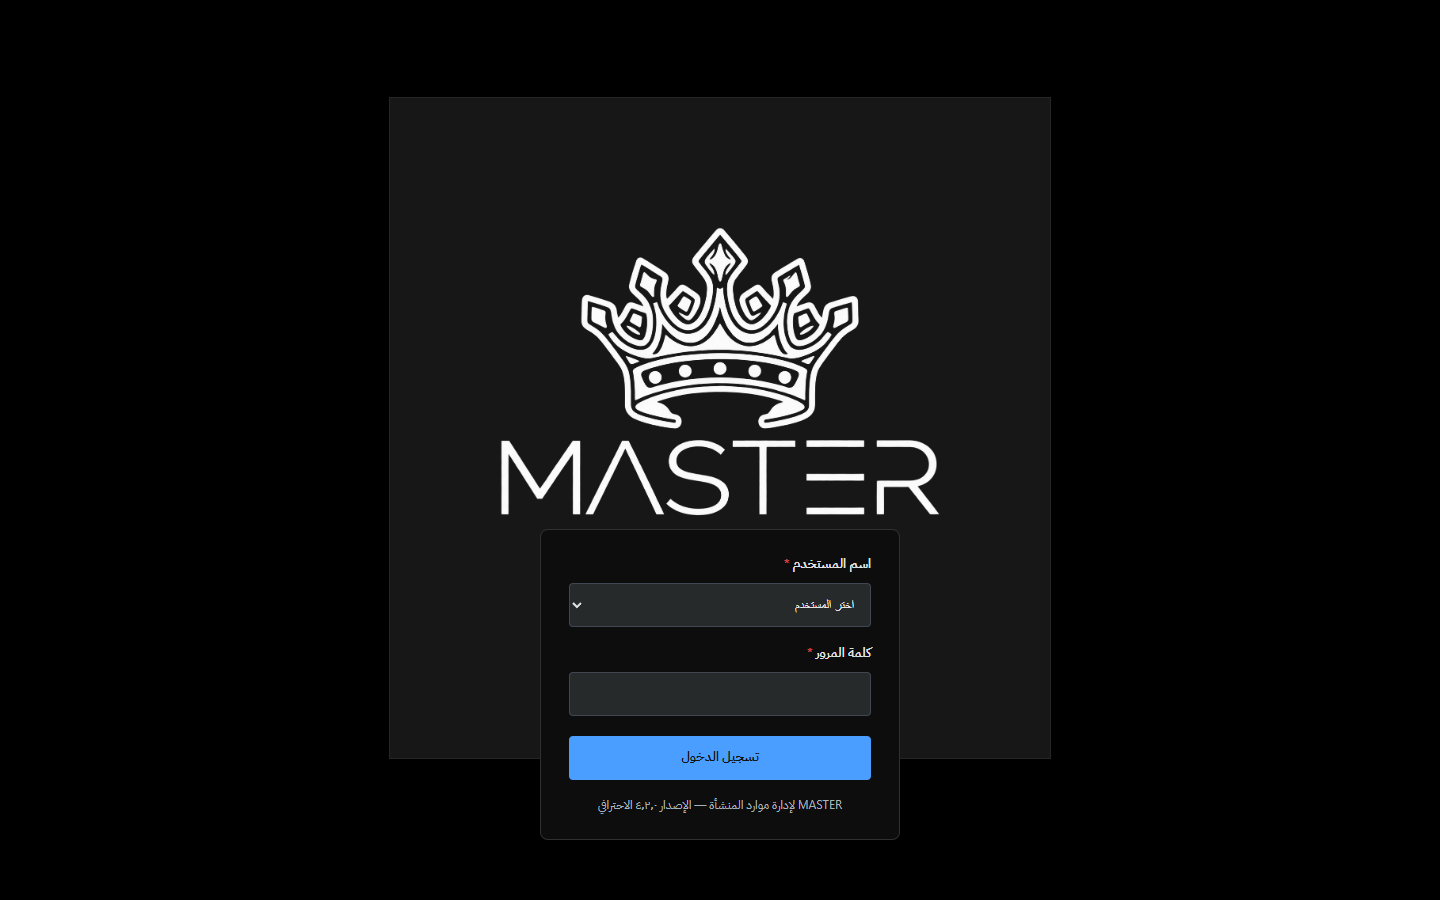 MASTER
اسم المستخدم *
اختر المستخدم
كلمة المرور *
تسجيل الدخول
MASTER لإدارة موارد المنشأة — الإصدار ٤,٢,٠ الاحترافي